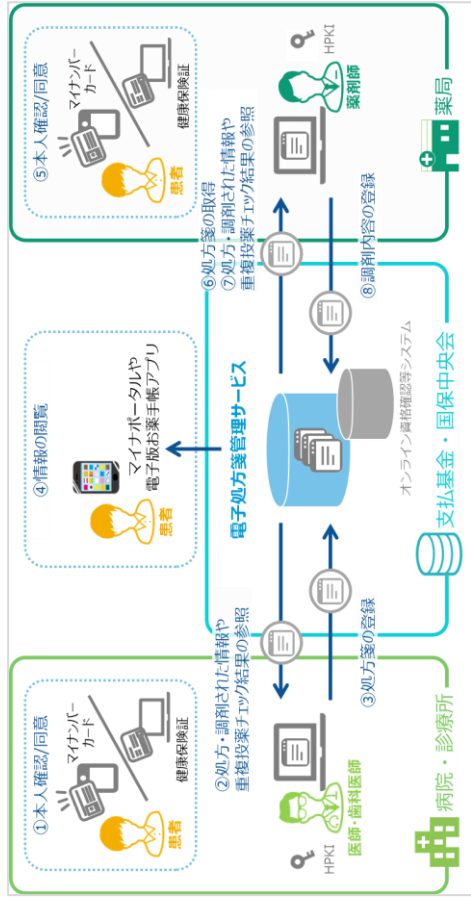 ①本人確認/同意
マイナンバー
カード
患者
健康保険証
②処方・調剤された情報や
重複投薬チェック結果の参照
HPKI
医師・歯科医師
③処方箋の登録
病院・診療所
④情報の閲覧
患者
マイナポータルや
電子版お薬手帳アプリ
電子処方箋管理サービス
オンライン資格確認等システム
支払基金・国保中央会
⑤本人確認/同意
マイナンバー
カード
患者
健康保険証
⑥処方箋の取得
⑦処方・調剤された情報や
重複投薬チェック結果の参照
HPKI
薬剤師
⑧調剤内容の登録
薬局